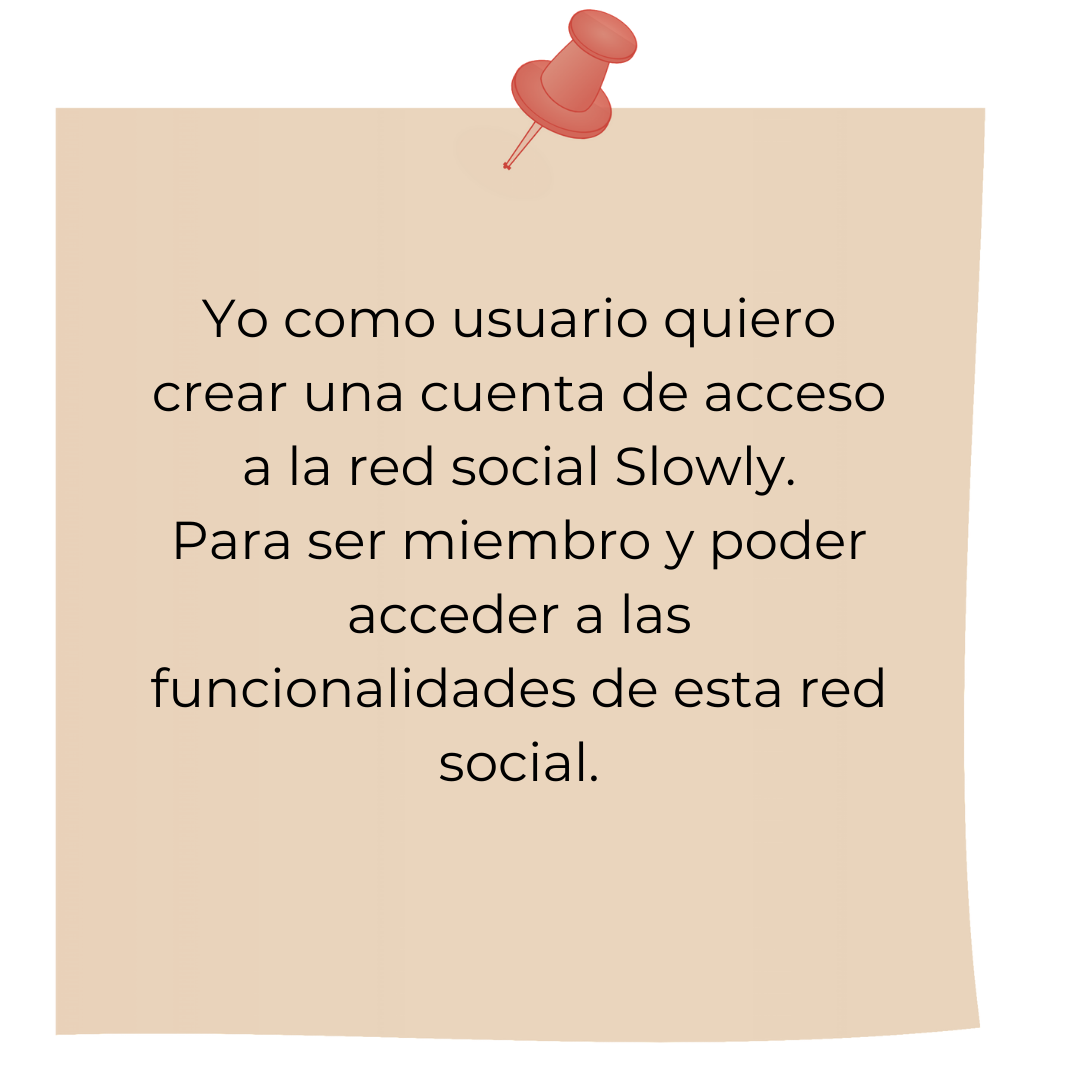 Yo como usuario quiero
crear una cuenta de acceso
a la red social Slowly.
Para ser miembro y poder
acceder a las
funcionalidades de esta red
social.